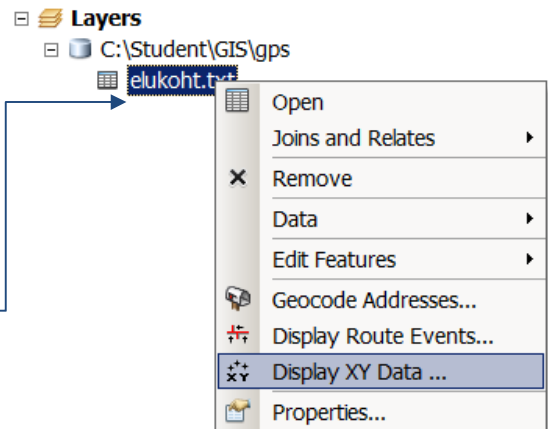 Layers
C:\Student\GIS\gps
elukoht.txt
Open
Joins and Relates
Remove
Data
Edit Features
Geocode Addresses...
Display Route Events...
Display XY Data ...
Properties...